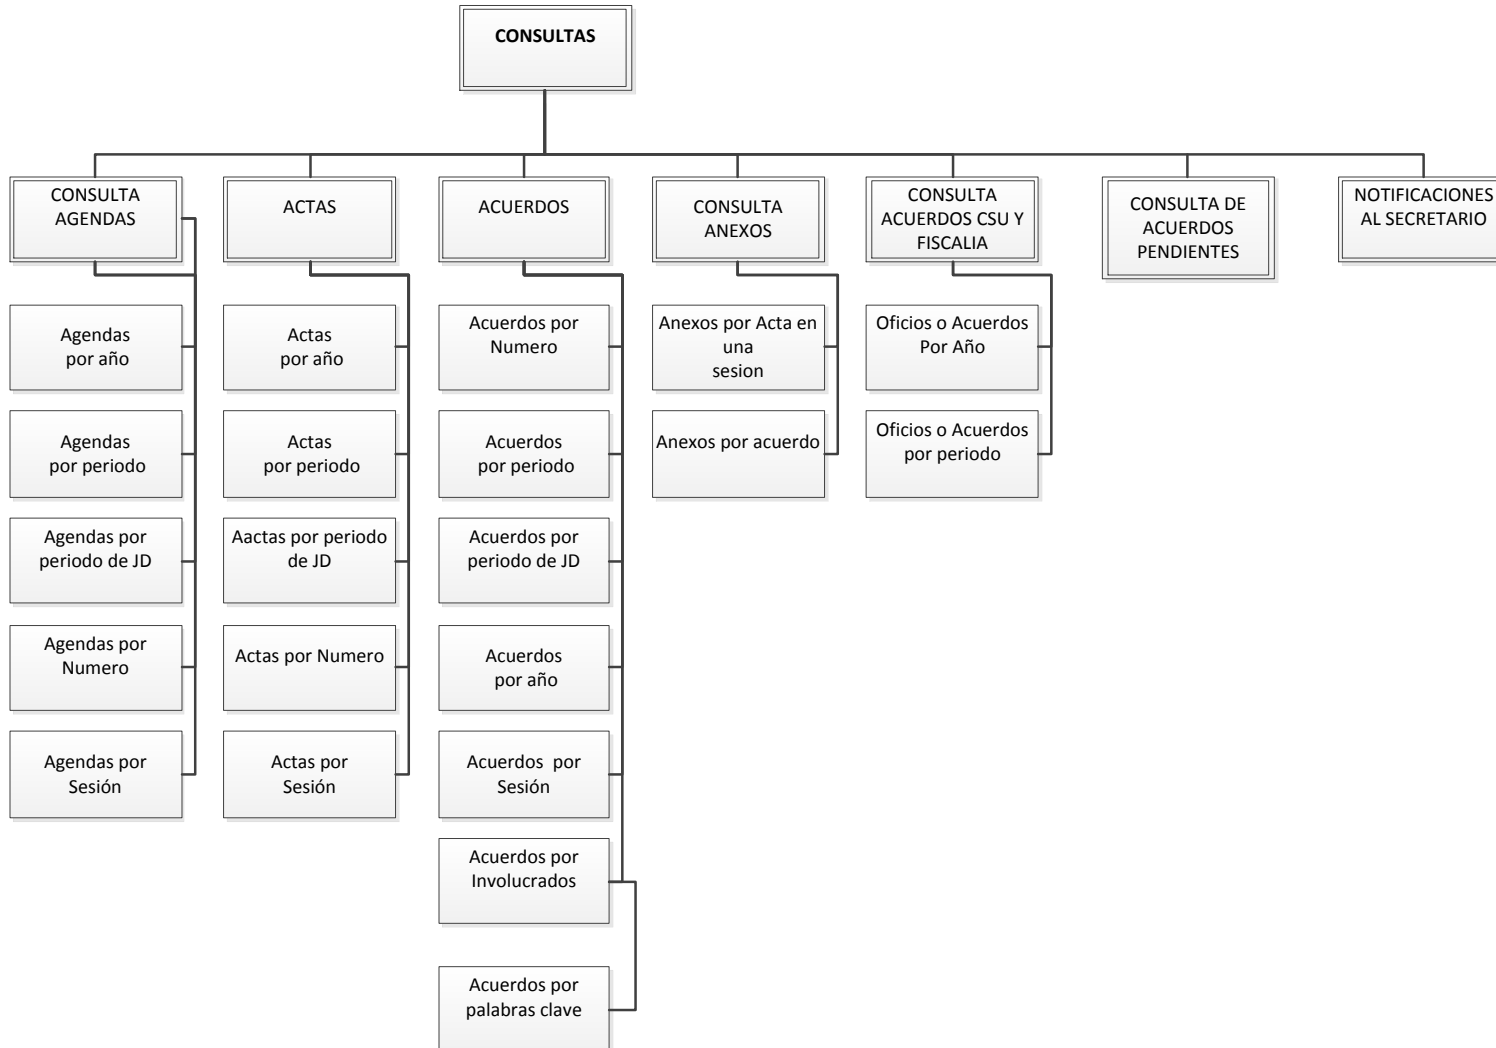 CONSULTAS
CONSULTA
AGENDAS
ACTAS
ACUERDOS
CONSULTA
ANEXOS
CONSULTA
ACUERDOS CSU Y
FISCALIA
CONSULTA DE
ACUERDOS
PENDIENTES
NOTIFICACIONES
AL SECRETARIO
Agendas
por año
Actas
por año
Acuerdos por
Numero
Anexos por Acta en
una
sesion
Oficios o Acuerdos
Por Año
Agendas
por periodo
Actas
por periodo
Acuerdos
por periodo
Anexos por acuerdo
Oficios o Acuerdos
por periodo
Agendas por
periodo de JD
Aactas por periodo
de JD
Acuerdos por
periodo de JD
Agendas por
Numero
Actas por Numero
Acuerdos
por año
Agendas por
Sesión
Actas por
Sesión
Acuerdos  por
Sesión
Acuerdos por
Involucrados
Acuerdos por
palabras clave